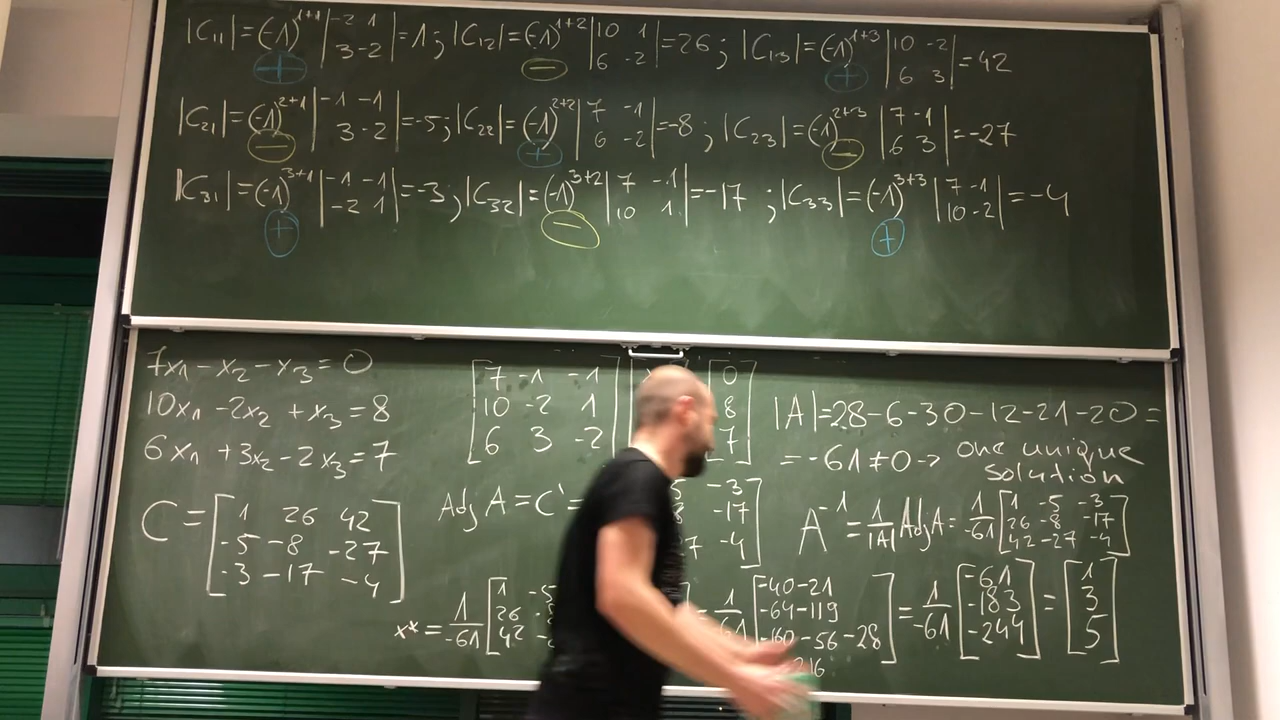 |C₁₁|=(-1)¹⁺¹ |-2 1; 3 -2|=1; |C₁₂|=(-1)¹⁺² |10 1; 6 -2|=26; |C₁₃|=(-1)¹⁺³ |10 -2; 6 3|=42
+ − +
|C₂₁|=(-1)²⁺¹ |-1 -1; 3 -2|=-5; |C₂₂|=(-1)²⁺² |7 -1; 6 -2|=-8; |C₂₃|=(-1)²⁺³ |7 -1; 6 3|=-27
− + −
|C₃₁|=(-1)³⁺¹ |-1 -1; -2 1|=-3; |C₃₂|=(-1)³⁺² |7 -1; 10 1|=-17; |C₃₃|=(-1)³⁺³ |7 -1; 10 -2|=-4
+ − +
7x₁-x₂-x₃=0
10x₁-2x₂+x₃=8
6x₁+3x₂-2x₃=7
7 -1 -1
10 -2 1
6 3 -2
0
8
7
|A|=28-6-30-12-21-20=
=-61≠0→ one unique
solution
C=
1 26 42
-5 -8 -27
-3 -17 -4
Adj A=C'=
-3
-17
-4
A⁻¹=1/|A| AdjA=1/-61
1 -5 -3
26 -8 -17
42 -27 -4
x*=1/-61
1 -5
26
42
-40-21
-64-119
-56-28
=1/-61
-61
-183
-244
=
1
3
5